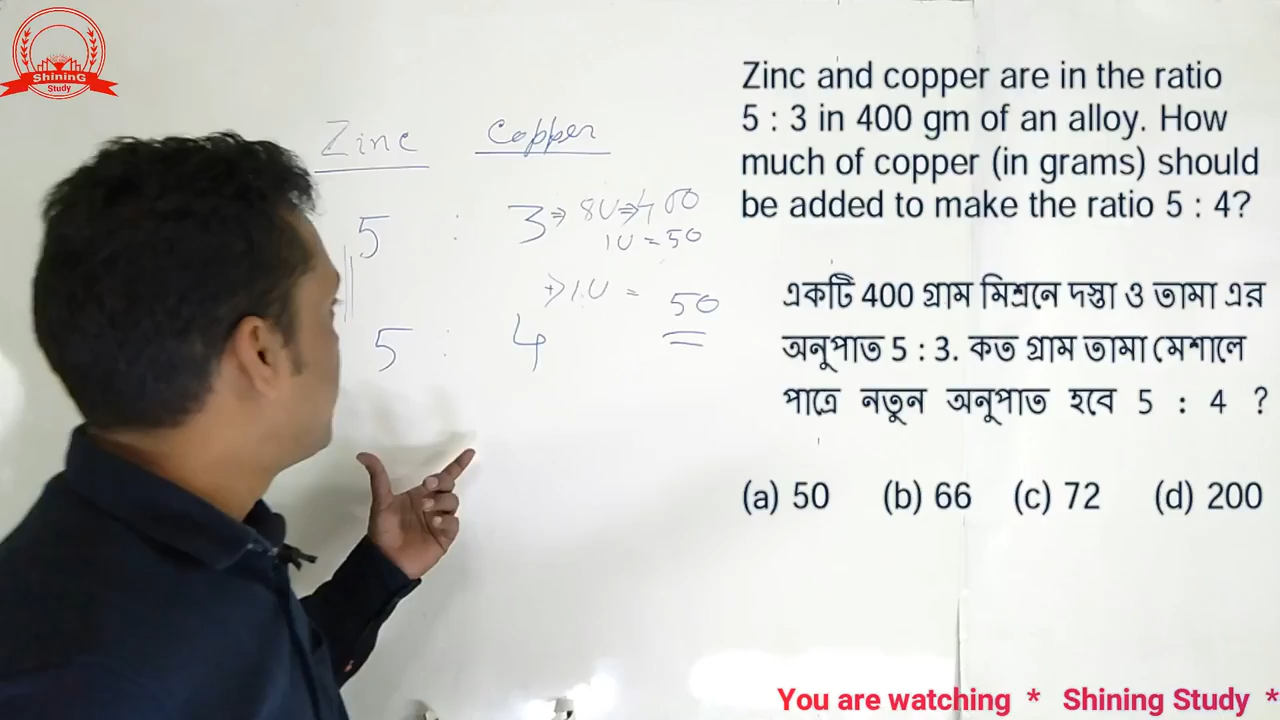 ShininG
Study
Zinc Copper
5 : 3 ⇒ 8U ⇒ 400
1U = 50
→ 1U = 50
5 : 4
Zinc and copper are in the ratio
5 : 3 in 400 gm of an alloy. How
much of copper (in grams) should
be added to make the ratio 5 : 4?
একটি 400 গ্রাম মিশ্রনে দস্তা ও তামা এর
অনুপাত 5 : 3. কত গ্রাম তামা মেশালে
পাত্রে নতুন অনুপাত হবে 5 : 4 ?
(a) 50 (b) 66 (c) 72 (d) 200
You are watching * Shining Study *